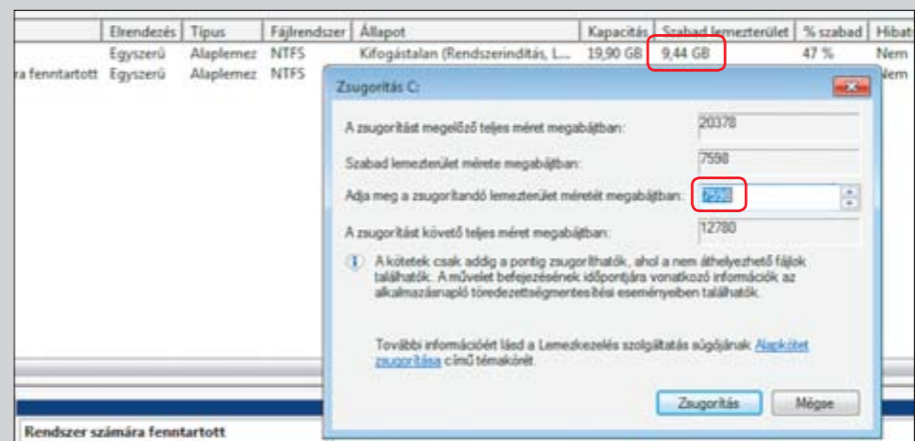 Elrendezés Típus Fájlrendszer Állapot Kapacitás Szabad lemezterület % szabad Hibat
Egyszerű Alaplemez NTFS Kifogástalan (Rendszerindítás, L... 19,90 GB 9,44 GB 47 % Nem
ra fenntartott Egyszerű Alaplemez NTFS Nem
Zsugorítás C:
A zsugorítást megelőző teljes méret megabájtban: 20378
Szabad lemezterület mérete megabájtban: 7598
Adja meg a zsugorítandó lemezterület méretét megabájtban: 7598
A zsugorítást követő teljes méret megabájtban: 12780
A kötetek csak addig a pontig zsugoríthatók, ahol a nem áthelyezhető fájlok
találhatók. A művelet befejezésének időpontjára vonatkozó információk az
alkalmazásnapló töredezettségmentesítési eseményeiben találhatók.
További információért lásd a Lemezkezelés szolgáltatás súgójának Alapkötet
zsugorítása című témakörét.
Zsugorítás Mégse
Rendszer számára fenntartott